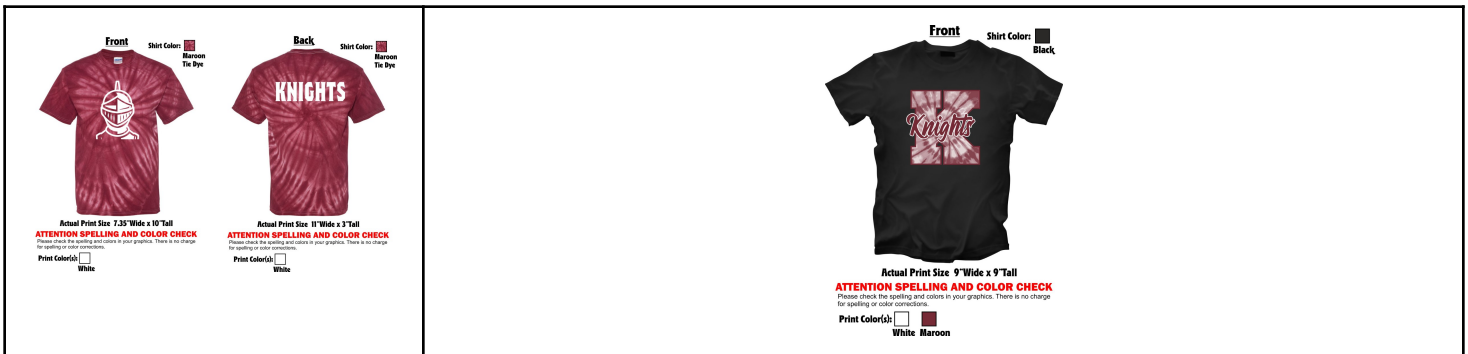 Front
Shirt Color:
Maroon
Tie Dye
Actual Print Size 7.35"Wide x 10"Tall
ATTENTION SPELLING AND COLOR CHECK
Please check the spelling and colors in your graphics. There is no charge
for spelling or color corrections.
Print Color(s):
White
Back
Shirt Color:
Maroon
Tie Dye
KNIGHTS
Actual Print Size 11"Wide x 3"Tall
ATTENTION SPELLING AND COLOR CHECK
Please check the spelling and colors in your graphics. There is no charge
for spelling or color corrections.
Print Color(s):
White
Front
Shirt Color:
Black
K
Knights
Actual Print Size 9"Wide x 9"Tall
ATTENTION SPELLING AND COLOR CHECK
Please check the spelling and colors in your graphics. There is no charge
for spelling or color corrections.
Print Color(s):
White Maroon